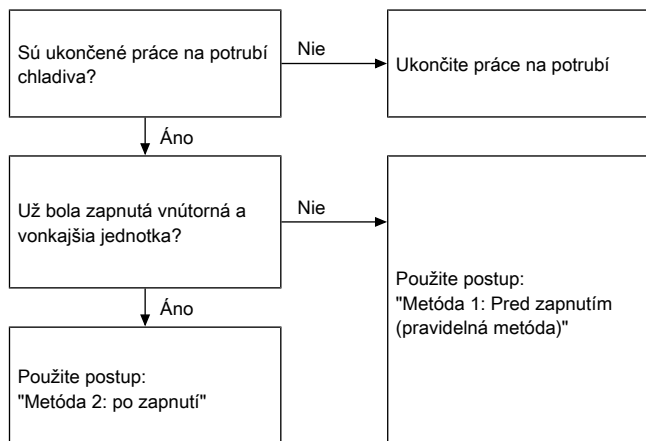 Sú ukončené práce na potrubí
chladiva?
Nie
Ukončite práce na potrubí
Áno
Už bola zapnutá vnútorná a
vonkajšia jednotka?
Nie
Použite postup:
"Metóda 1: Pred zapnutím
(pravidelná metóda)"
Áno
Použite postup:
"Metóda 2: po zapnutí"